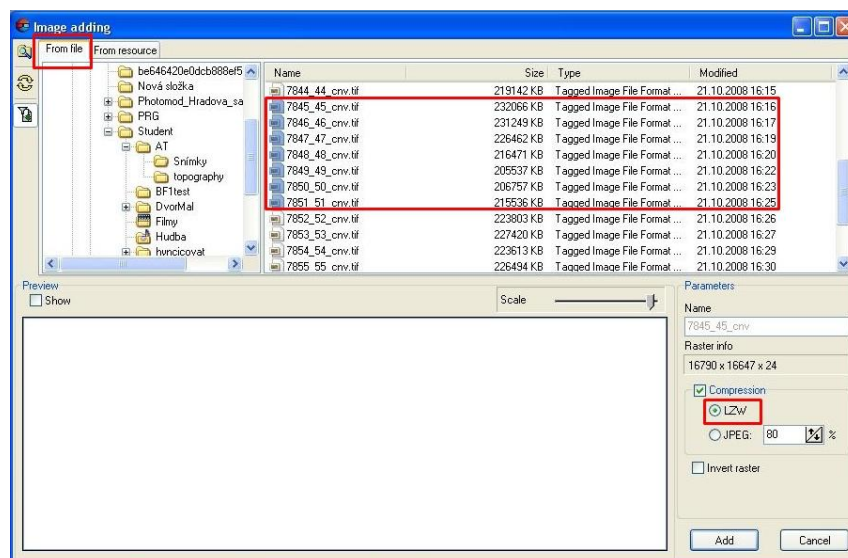 Image adding
From file From resource
be646420e0dcb888ef5
Nová složka
Photomod_Hradova_sa
PRG
Student
AT
Snímky
topography
BF1test
DvorMal
Filmy
Hudba
hvncicovat
Name Size Type Modified
7844_44_cnv.tif 219142 KB Tagged Image File Format ... 21.10.2008 16:15
7845_45_cnv.tif 232066 KB Tagged Image File Format ... 21.10.2008 16:16
7846_46_cnv.tif 231249 KB Tagged Image File Format ... 21.10.2008 16:17
7847_47_cnv.tif 226462 KB Tagged Image File Format ... 21.10.2008 16:19
7848_48_cnv.tif 216471 KB Tagged Image File Format ... 21.10.2008 16:20
7849_49_cnv.tif 205537 KB Tagged Image File Format ... 21.10.2008 16:22
7850_50_cnv.tif 206757 KB Tagged Image File Format ... 21.10.2008 16:23
7851_51_cnv.tif 215536 KB Tagged Image File Format ... 21.10.2008 16:25
7852_52_cnv.tif 223803 KB Tagged Image File Format ... 21.10.2008 16:26
7853_53_cnv.tif 227420 KB Tagged Image File Format ... 21.10.2008 16:27
7854_54_cnv.tif 223613 KB Tagged Image File Format ... 21.10.2008 16:29
7855_55_cnv.tif 226494 KB Tagged Image File Format ... 21.10.2008 16:30
Preview
Show
Scale
Parameters
Name
7845_45_cnv
Raster info
16790 x 16647 x 24
Compression
LZW
JPEG: 80 %
Invert raster
Add Cancel